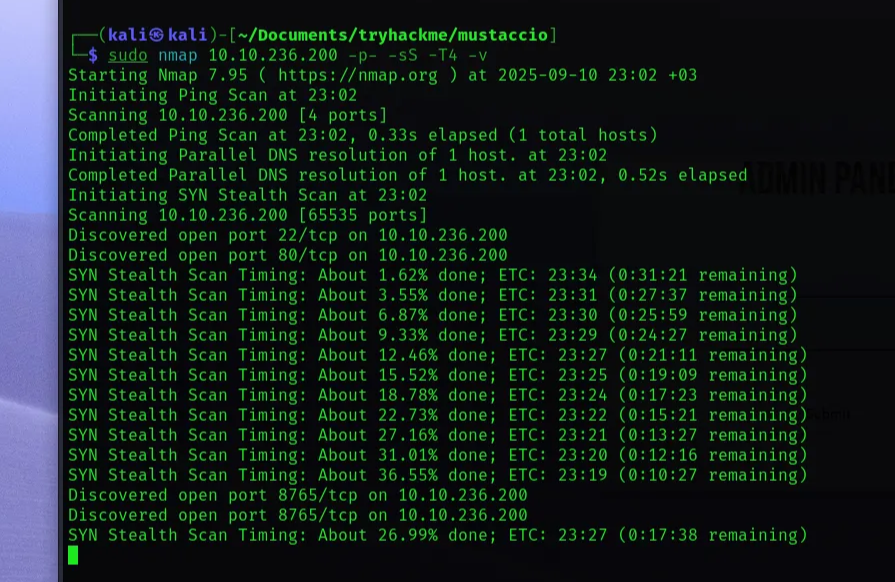 ┌──(kali㉿kali)-[~/Documents/tryhackme/mustaccio]
└─$ sudo nmap 10.10.236.200 -p- -sS -T4 -v
Starting Nmap 7.95 ( https://nmap.org ) at 2025-09-10 23:02 +03
Initiating Ping Scan at 23:02
Scanning 10.10.236.200 [4 ports]
Completed Ping Scan at 23:02, 0.33s elapsed (1 total hosts)
Initiating Parallel DNS resolution of 1 host. at 23:02
Completed Parallel DNS resolution of 1 host. at 23:02, 0.52s elapsed
ADMIN PAN
Initiating SYN Stealth Scan at 23:02
Scanning 10.10.236.200 [65535 ports]
Discovered open port 22/tcp on 10.10.236.200
Discovered open port 80/tcp on 10.10.236.200
SYN Stealth Scan Timing: About 1.62% done; ETC: 23:34 (0:31:21 remaining)
SYN Stealth Scan Timing: About 3.55% done; ETC: 23:31 (0:27:37 remaining)
SYN Stealth Scan Timing: About 6.87% done; ETC: 23:30 (0:25:59 remaining)
SYN Stealth Scan Timing: About 9.33% done; ETC: 23:29 (0:24:27 remaining)
SYN Stealth Scan Timing: About 12.46% done; ETC: 23:27 (0:21:11 remaining)
SYN Stealth Scan Timing: About 15.52% done; ETC: 23:25 (0:19:09 remaining)
SYN Stealth Scan Timing: About 18.78% done; ETC: 23:24 (0:17:23 remaining)
SYN Stealth Scan Timing: About 22.73% done; ETC: 23:22 (0:15:21 remaining)
SYN Stealth Scan Timing: About 27.16% done; ETC: 23:21 (0:13:27 remaining)
SYN Stealth Scan Timing: About 31.01% done; ETC: 23:20 (0:12:16 remaining)
SYN Stealth Scan Timing: About 36.55% done; ETC: 23:19 (0:10:27 remaining)
Discovered open port 8765/tcp on 10.10.236.200
Discovered open port 8765/tcp on 10.10.236.200
SYN Stealth Scan Timing: About 26.99% done; ETC: 23:27 (0:17:38 remaining)